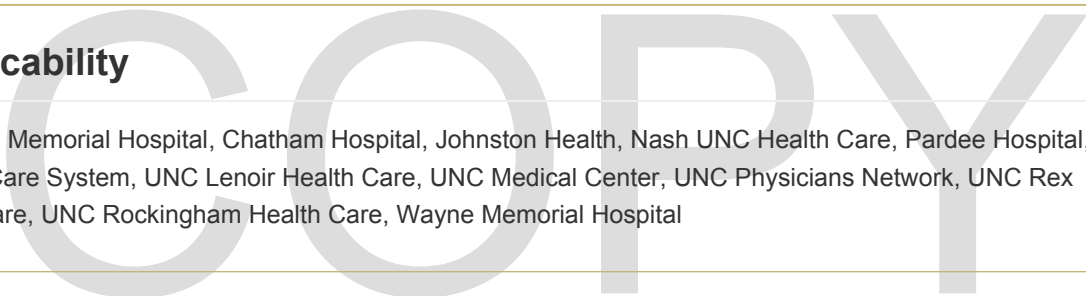 COPY
cability
Memorial Hospital, Chatham Hospital, Johnston Health, Nash UNC Health Care, Pardee Hospital,
Care System, UNC Lenoir Health Care, UNC Medical Center, UNC Physicians Network, UNC Rex
are, UNC Rockingham Health Care, Wayne Memorial Hospital